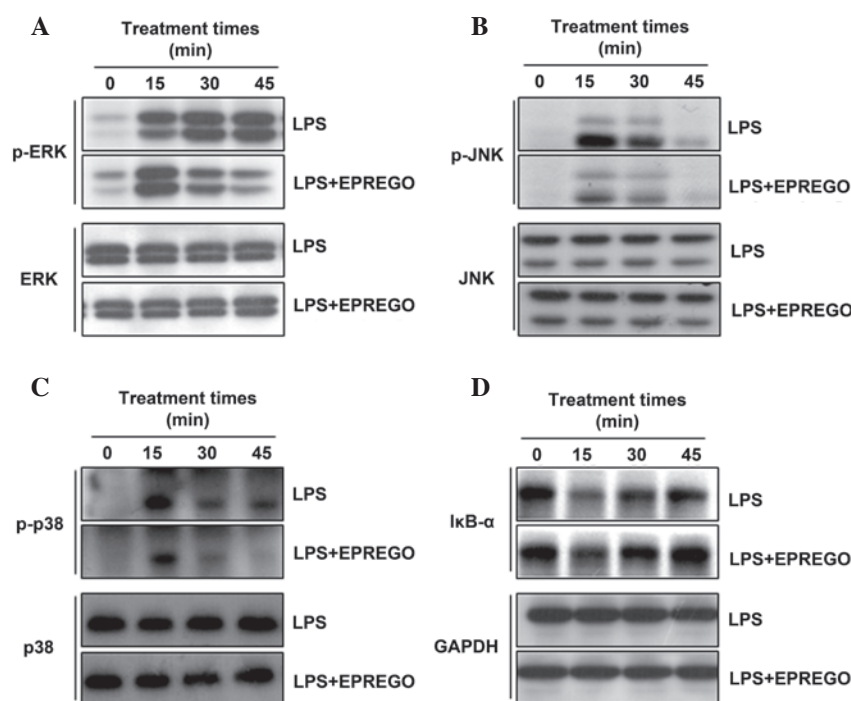 A
Treatment times
(min)
0 15 30 45
p-ERK
LPS
LPS+EPREGO
ERK
LPS
LPS+EPREGO
B
Treatment times
(min)
0 15 30 45
p-JNK
LPS
LPS+EPREGO
JNK
LPS
LPS+EPREGO
C
Treatment times
(min)
0 15 30 45
p-p38
LPS
LPS+EPREGO
p38
LPS
LPS+EPREGO
D
Treatment times
(min)
0 15 30 45
IκB-α
LPS
LPS+EPREGO
GAPDH
LPS
LPS+EPREGO